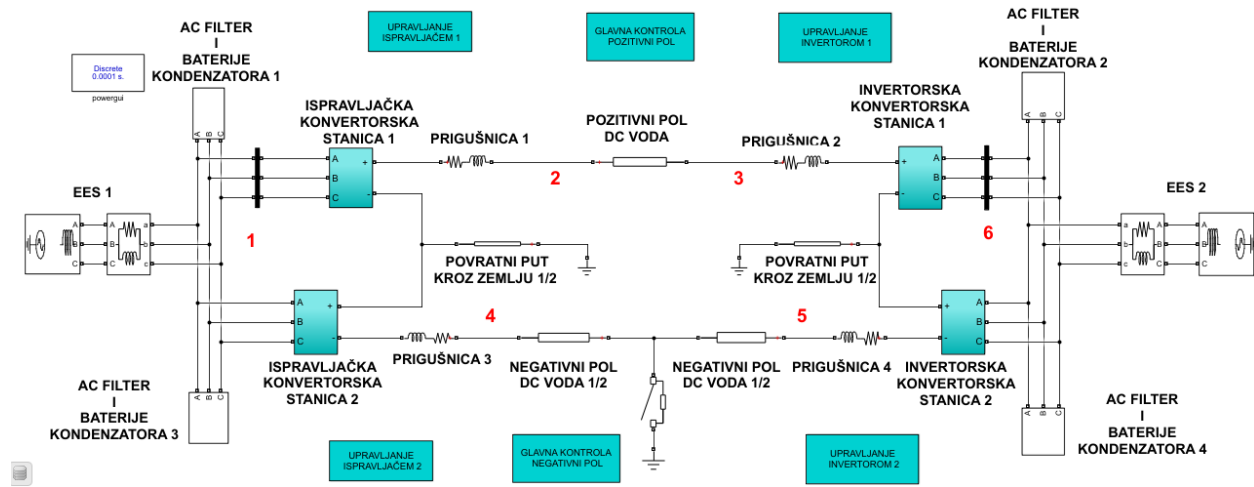 AC FILTER
I
BATERIJE
KONDENZATORA 1
UPRAVLJANJE
ISPRAVLJAČEM 1
GLAVNA KONTROLA
POZITIVNI POL
UPRAVLJANJE
INVERTOROM 1
AC FILTER
I
BATERIJE
KONDENZATORA 2
Discrete
0.0001 s.
powergui
A B C
ISPRAVLJAČKA
KONVERTORSKA
STANICA 1
PRIGUŠNICA 1
POZITIVNI POL
DC VODA
PRIGUŠNICA 2
INVERTORSKA
KONVERTORSKA
STANICA 1
A B C
A
B
C
+
-
2
3
+
-
A
B
C
EES 1
A
B
C
A
B
C
a
b
c
1
6
EES 2
a
b
c
A
B
C
A
B
C
POVRATNI PUT
KROZ ZEMLJU 1/2
POVRATNI PUT
KROZ ZEMLJU 1/2
A
B
C
+
-
4
5
+
-
A
B
C
PRIGUŠNICA 3
NEGATIVNI POL
DC VODA 1/2
NEGATIVNI POL
DC VODA 1/2
PRIGUŠNICA 4
ISPRAVLJAČKA
KONVERTORSKA
STANICA 2
INVERTORSKA
KONVERTORSKA
STANICA 2
AC FILTER
I
BATERIJE
KONDENZATORA 3
A B C
A B C
AC FILTER
I
BATERIJE
KONDENZATORA 4
UPRAVLJANJE
ISPRAVLJAČEM 2
GLAVNA KONTROLA
NEGATIVNI POL
UPRAVLJANJE
INVERTOROM 2